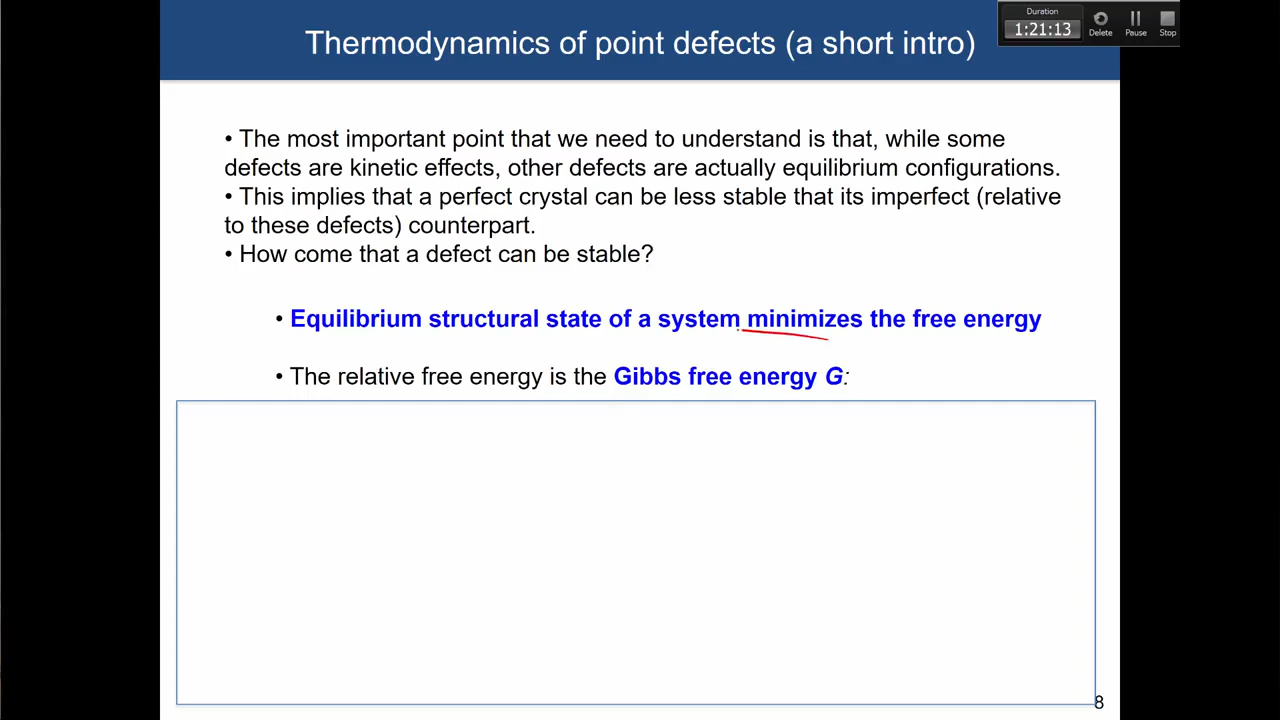 Thermodynamics of point defects (a short intro)
Duration
1:21:13
Delete
Pause
Stop
• The most important point that we need to understand is that, while some
defects are kinetic effects, other defects are actually equilibrium configurations.
• This implies that a perfect crystal can be less stable that its imperfect (relative
to these defects) counterpart.
• How come that a defect can be stable?
• Equilibrium structural state of a system minimizes the free energy
• The relative free energy is the Gibbs free energy G:
8